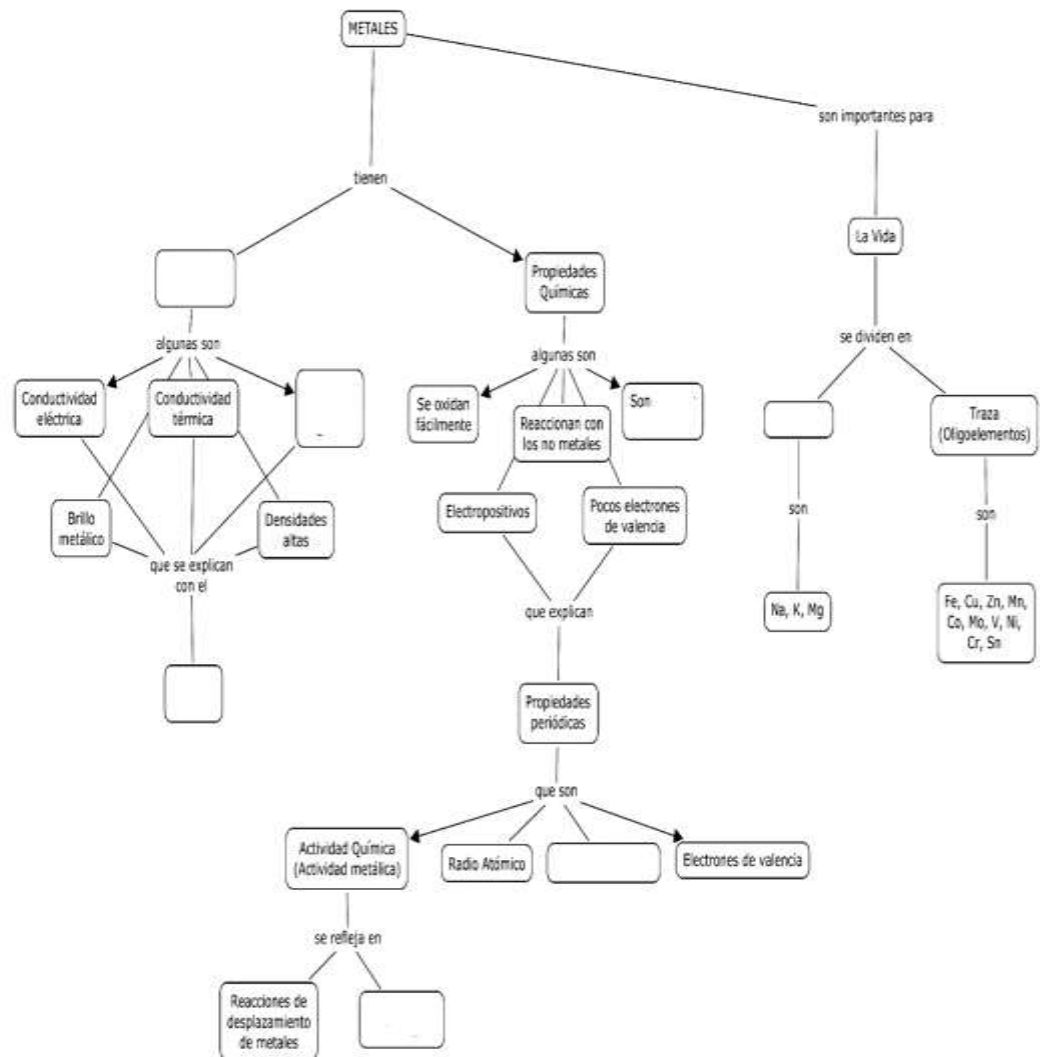 METALES
son importantes para
tienen
La Vida
Propiedades
Químicas
se dividen en
algunas son
algunas son
Conductividad
eléctrica
Conductividad
térmica
Se oxidan
fácilmente
Reaccionan con
los no metales
Son
Traza
(Oligoelementos)
Brillo
metálico
Densidades
altas
Electropositivos
Pocos electrones
de valencia
son
son
que se explican
con el
que explican
Na, K, Mg
Fe, Cu, Zn, Mn,
Co, Mo, V, Ni,
Cr, Sn
Propiedades
periódicas
que son
Actividad Química
(Actividad metálica)
Radio Atómico
Electrones de valencia
se refleja en
Reacciones de
desplazamiento
de metales